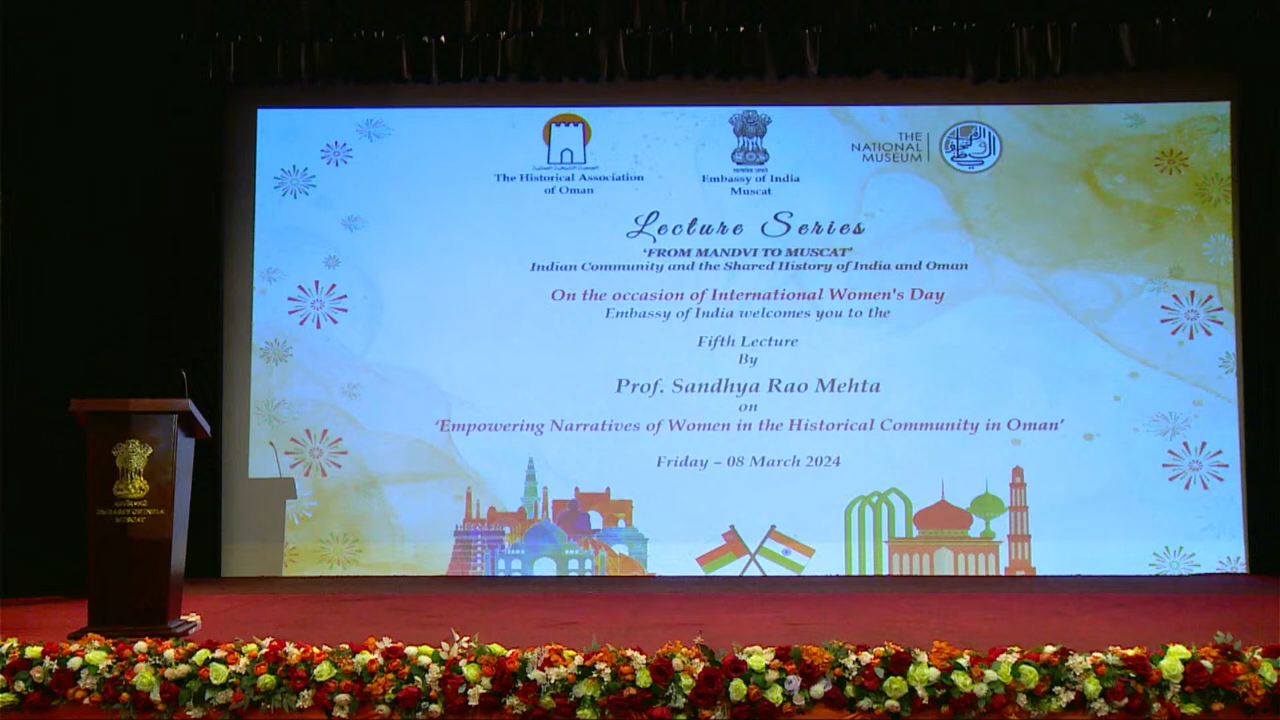 The Historical Association
of Oman
Embassy of India
Muscat
THE
NATIONAL
MUSEUM
Lecture Series
'FROM MANDVI TO MUSCAT'
Indian Community and the Shared History of India and Oman
On the occasion of International Women's Day
Embassy of India welcomes you to the
Fifth Lecture
By
Prof. Sandhya Rao Mehta
on
'Empowering Narratives of Women in the Historical Community in Oman'
Friday – 08 March 2024
EMBASSY OF INDIA
MUSCAT